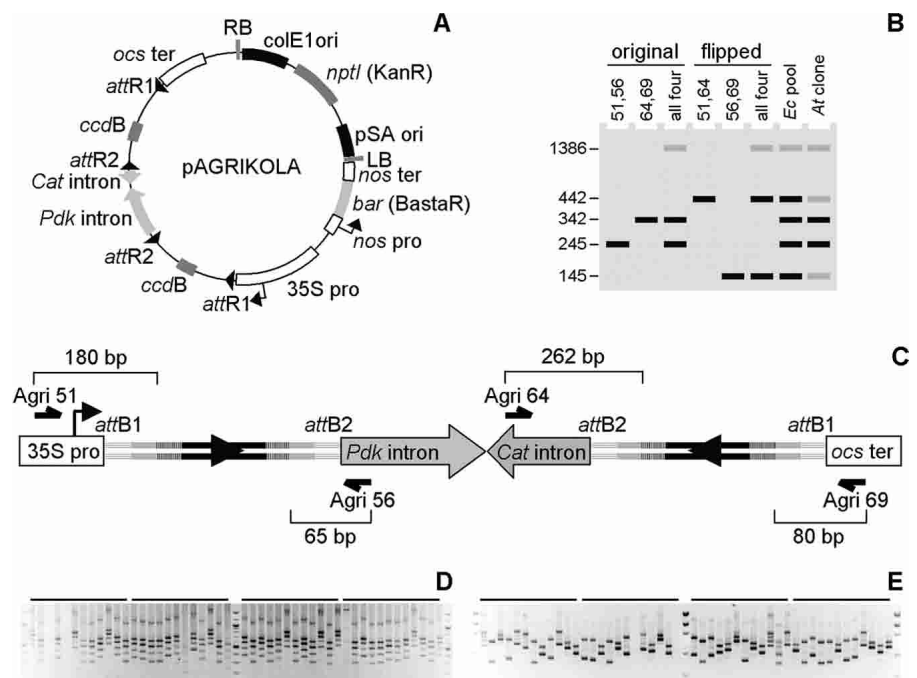 A
RB
colE1ori
ocs ter
nptI (KanR)
attR1
ccdB
pSA ori
attR2
LB
pAGRIKOLA
nos ter
Cat intron
bar (BastaR)
Pdk intron
nos pro
attR2
ccdB
35S pro
attR1
B
original
flipped
51,56
64,69
all four
51,64
56,69
all four
Ec pool
At clone
1386
442
342
245
145
C
180 bp
262 bp
Agri 51
Agri 64
attB1
attB2
attB2
attB1
35S pro
Pdk intron
Cat intron
ocs ter
Agri 56
Agri 69
65 bp
80 bp
D
E